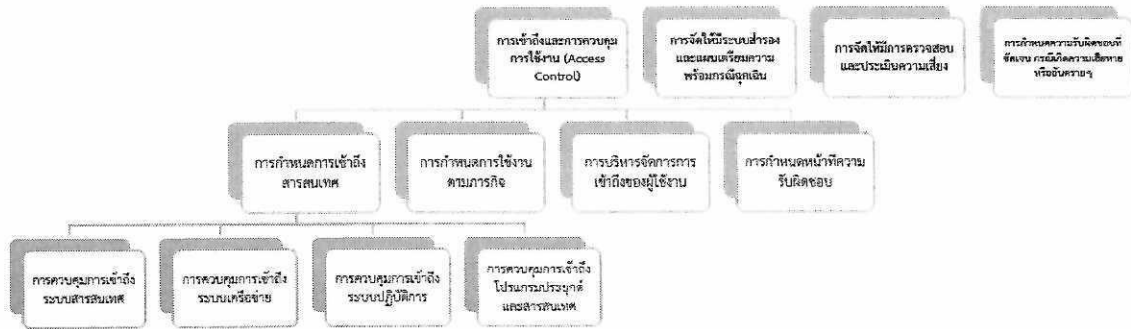 การเข้าถึงและการควบคุม
การใช้งาน (Access
Control)
การจัดให้มีระบบสำรอง
และแผนเตรียมความ
พร้อมกรณีฉุกเฉิน
การจัดให้มีการตรวจสอบ
และประเมินความเสี่ยง
การกำหนดความรับผิดชอบที่
ชัดเจน กรณีเกิดความเสียหาย
หรืออันตรายๆ
การกำหนดการเข้าถึง
สารสนเทศ
การกำหนดการใช้งาน
ตามภารกิจ
การบริหารจัดการการ
เข้าถึงของผู้ใช้งาน
การกำหนดหน้าที่ความ
รับผิดชอบ
การควบคุมการเข้าถึง
ระบบสารสนเทศ
การควบคุมการเข้าถึง
ระบบเครือข่าย
การควบคุมการเข้าถึง
ระบบปฏิบัติการ
การควบคุมการเข้าถึง
โปรแกรมประยุกต์
และสารสนเทศ